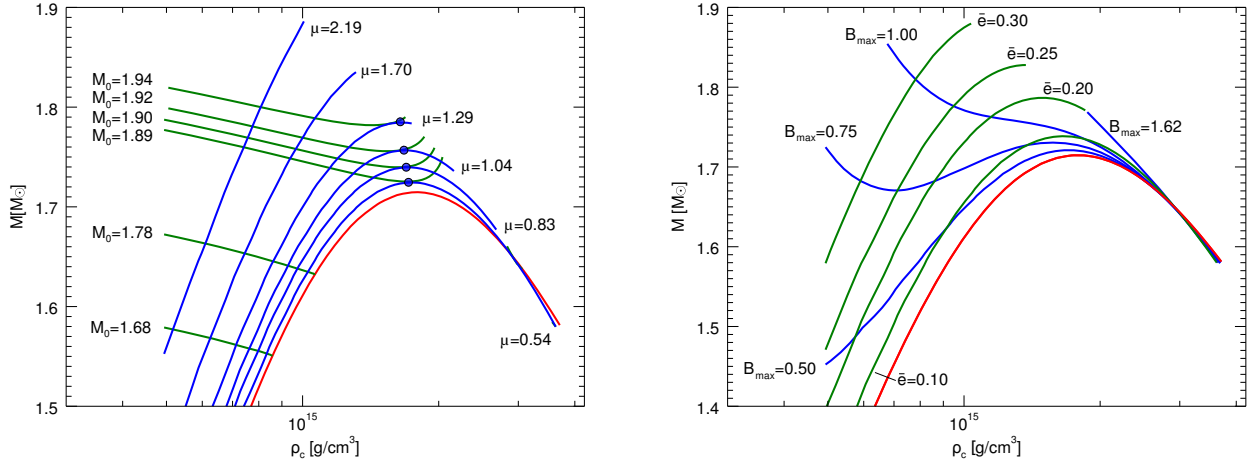 1.9
1.8
1.7
1.6
1.5
M[M☉]
M₀=1.94
M₀=1.92
M₀=1.90
M₀=1.89
M₀=1.78
M₀=1.68
μ=2.19
μ=1.70
μ=1.29
μ=1.04
μ=0.83
μ=0.54
10¹⁵
ρc [g/cm³]
1.9
1.8
1.7
1.6
1.5
1.4
M [M☉]
Bmax=1.00
ē=0.30
ē=0.25
ē=0.20
Bmax=1.62
Bmax=0.75
Bmax=0.50
ē=0.10
10¹⁵
ρc [g/cm³]